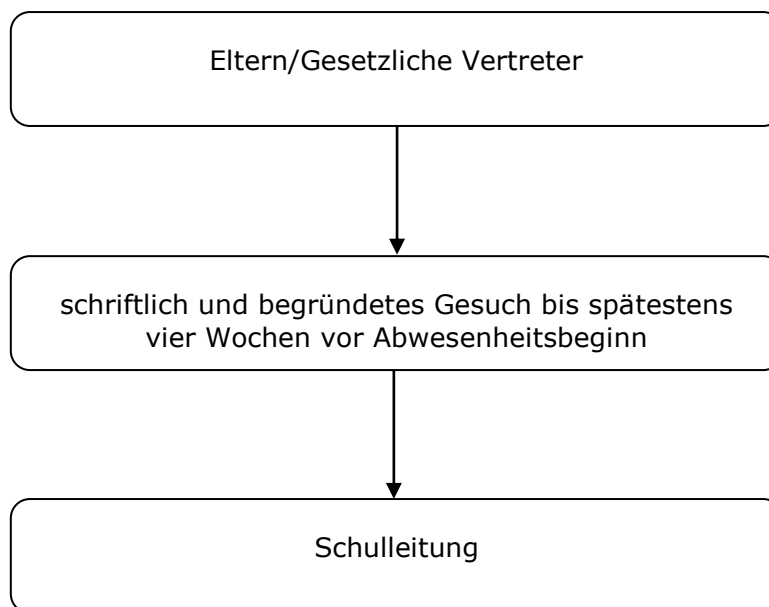 Eltern/Gesetzliche Vertreter
schriftlich und begründetes Gesuch bis spätestens
vier Wochen vor Abwesenheitsbeginn
Schulleitung